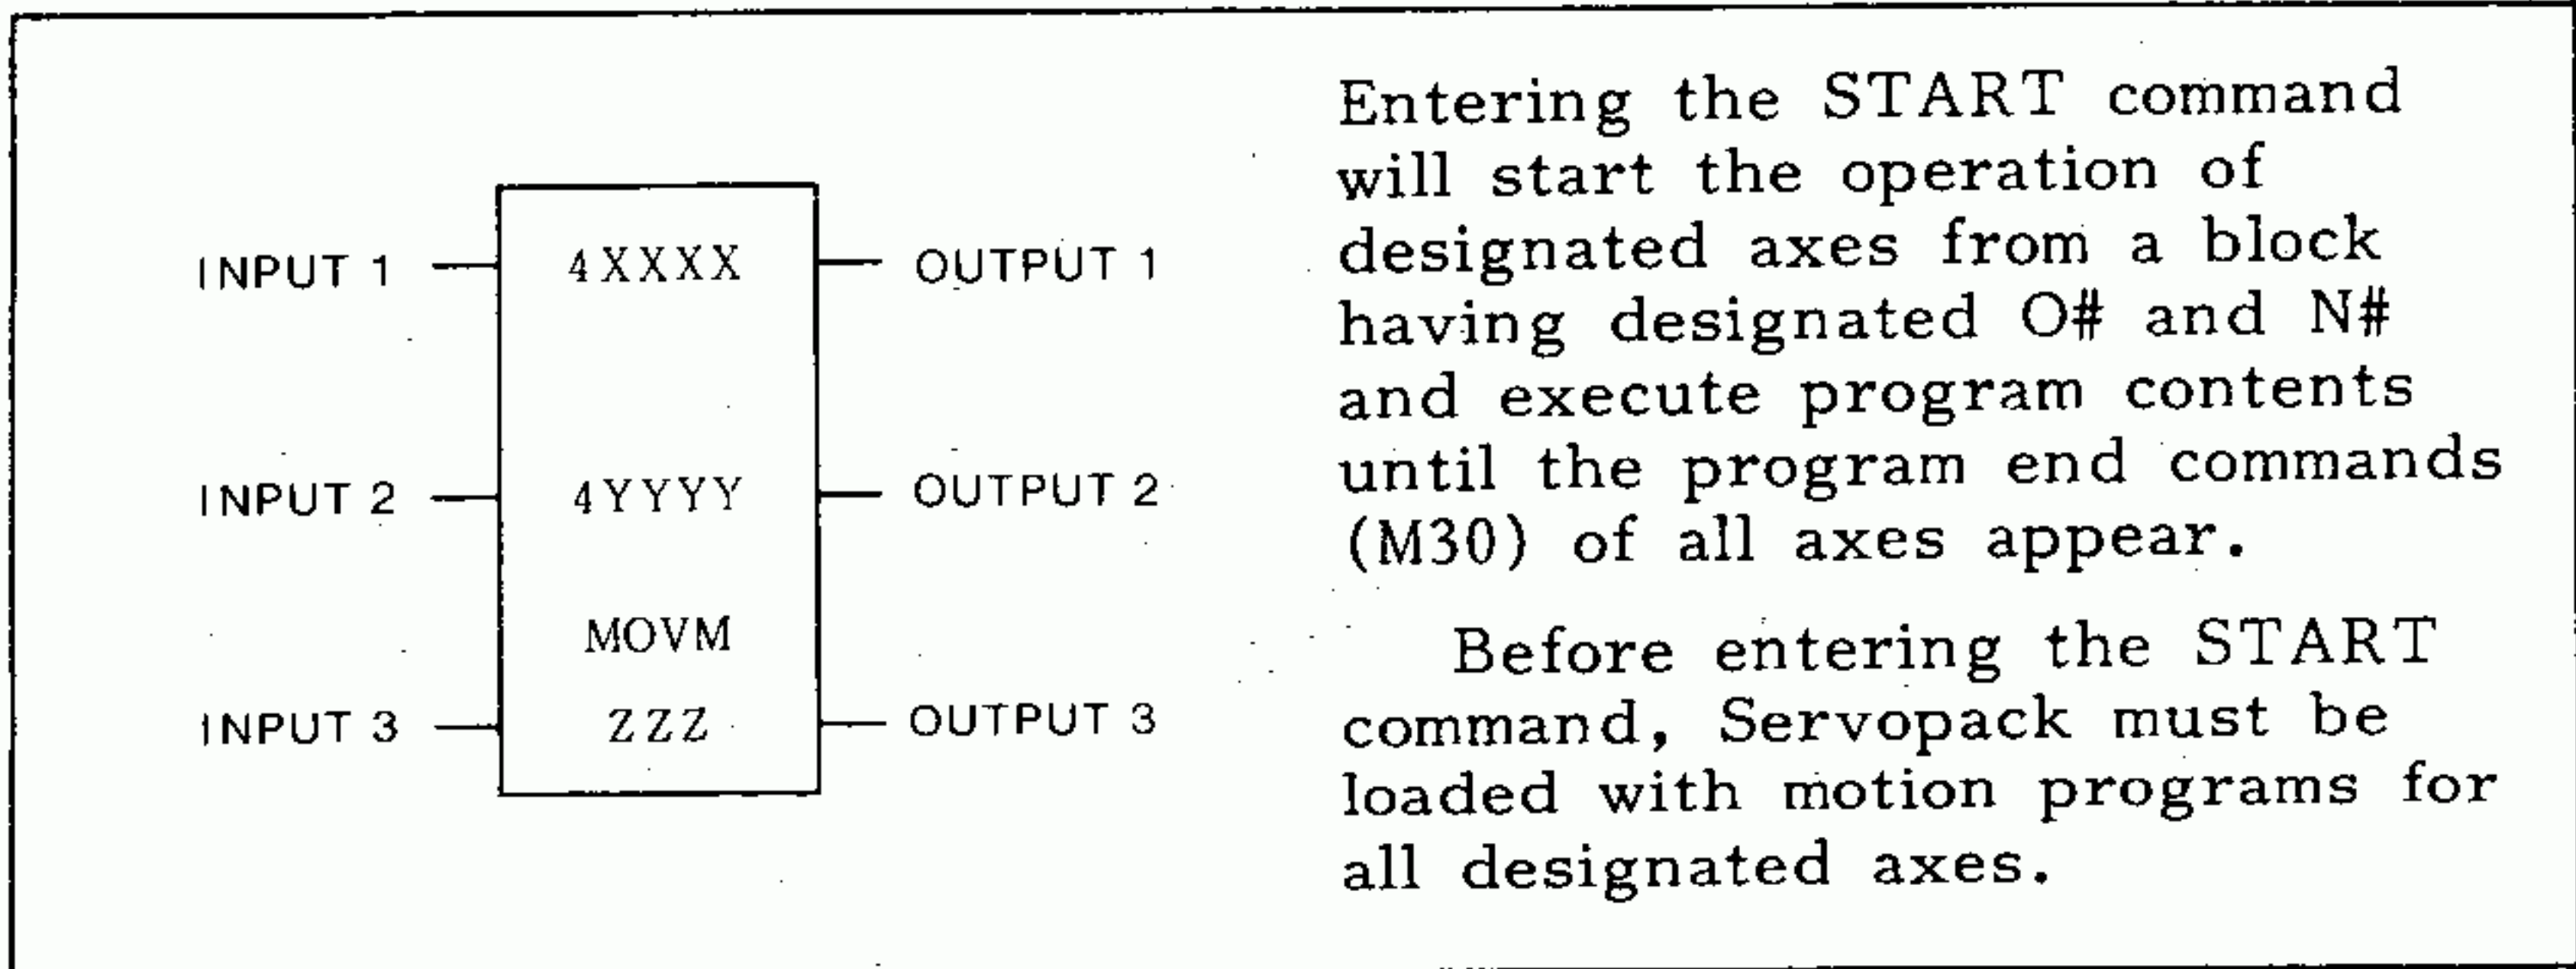 INPUT 1 4XXXX OUTPUT 1
INPUT 2 4YYYY OUTPUT 2
MOVM
INPUT 3 ZZZ OUTPUT 3
Entering the START command
will start the operation of
designated axes from a block
having designated O# and N#
and execute program contents
until the program end commands
(M30) of all axes appear.
Before entering the START
command, Servopack must be
loaded with motion programs for
all designated axes.